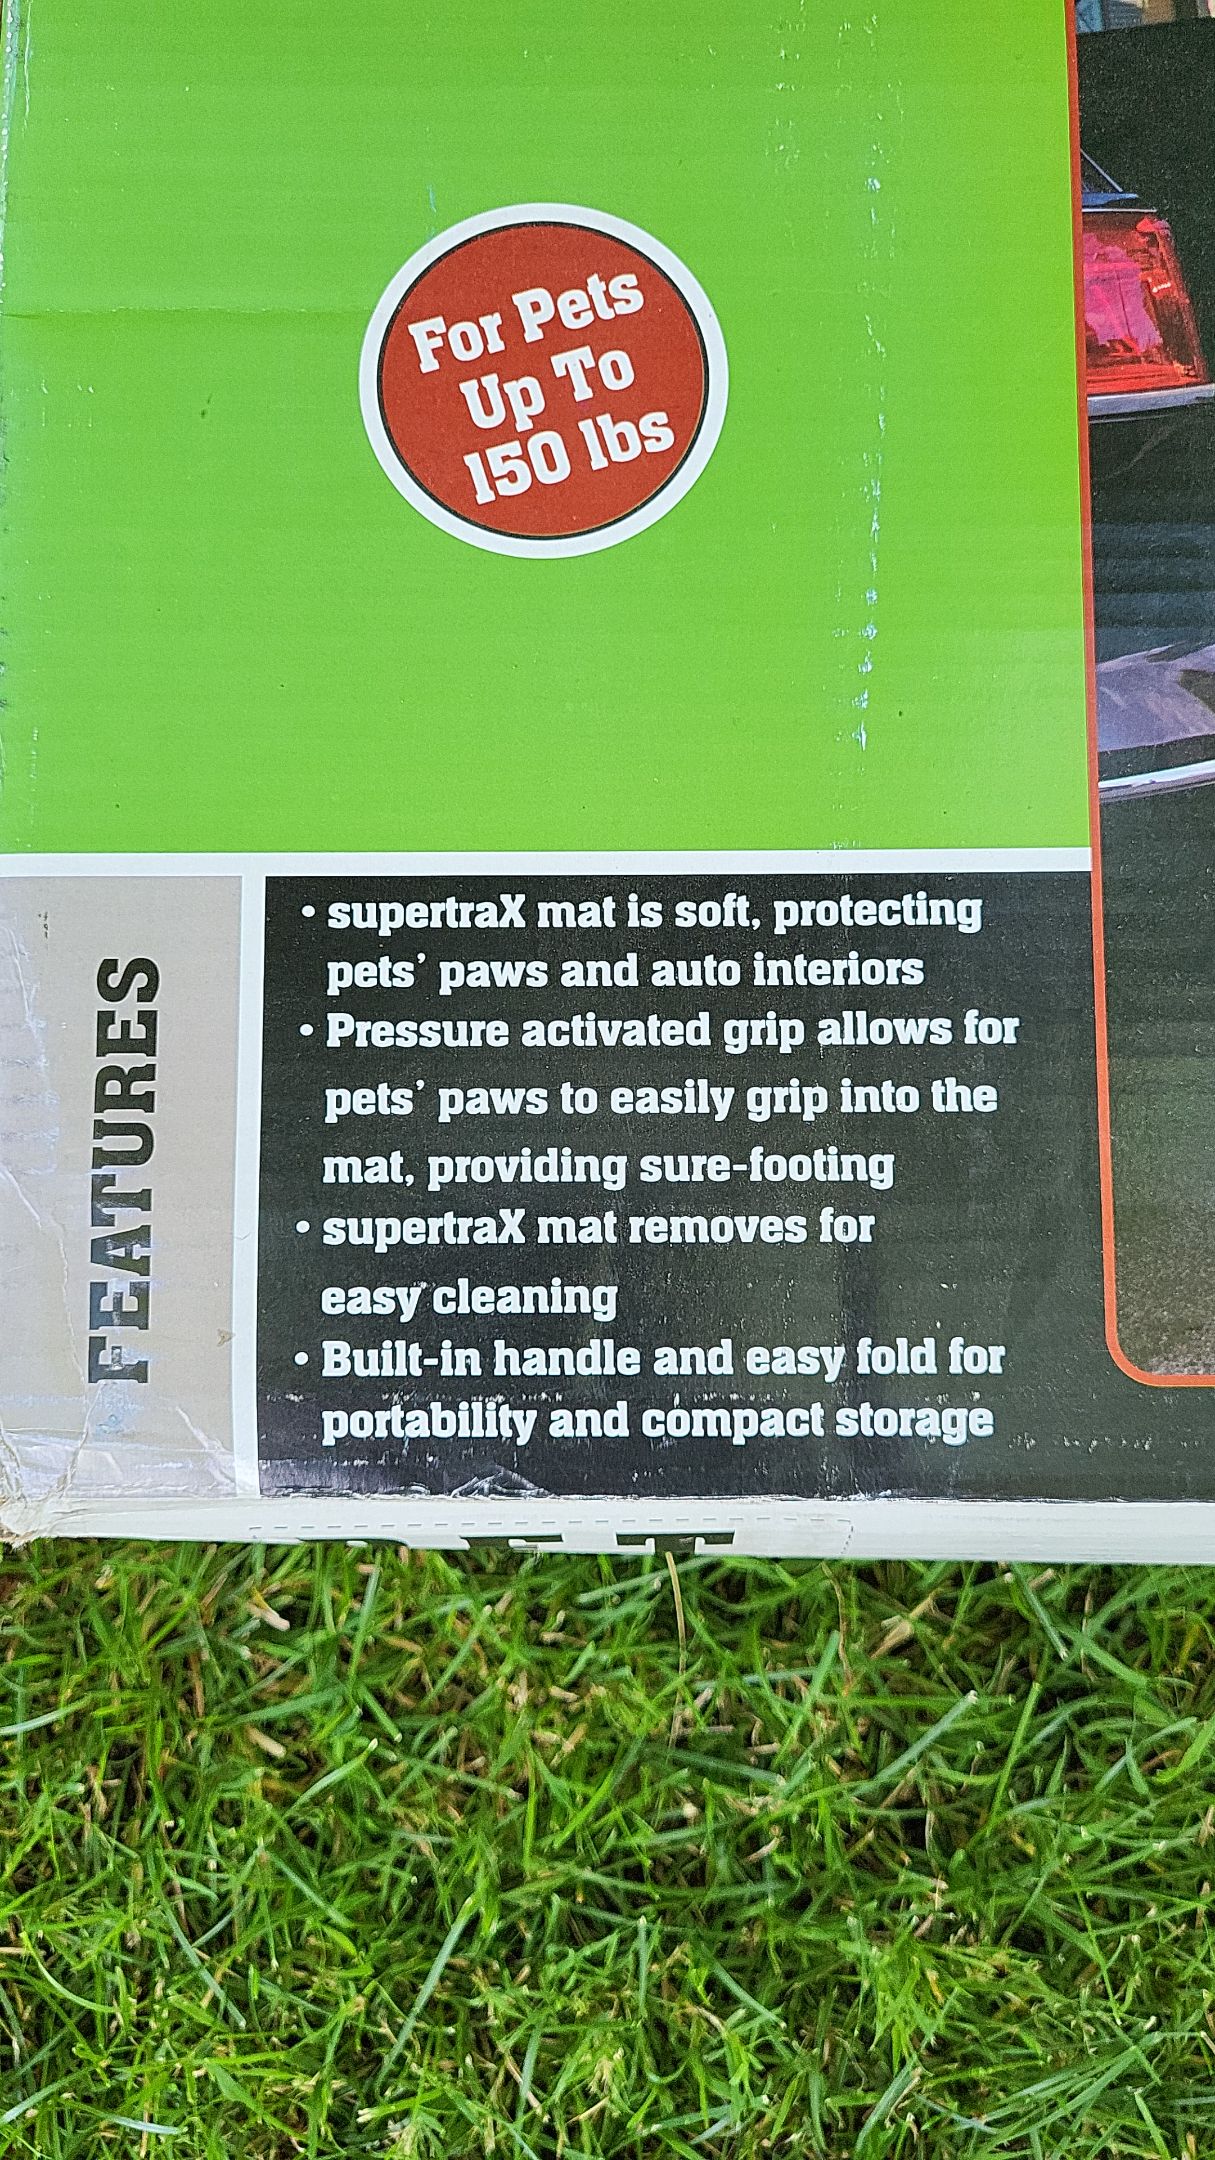 For Pets
Up To
150 lbs
FEATURES
• supertraX mat is soft, protecting
pets’ paws and auto interiors
• Pressure activated grip allows for
pets’ paws to easily grip into the
mat, providing sure-footing
• supertraX mat removes for
easy cleaning
• Built-in handle and easy fold for
portability and compact storage